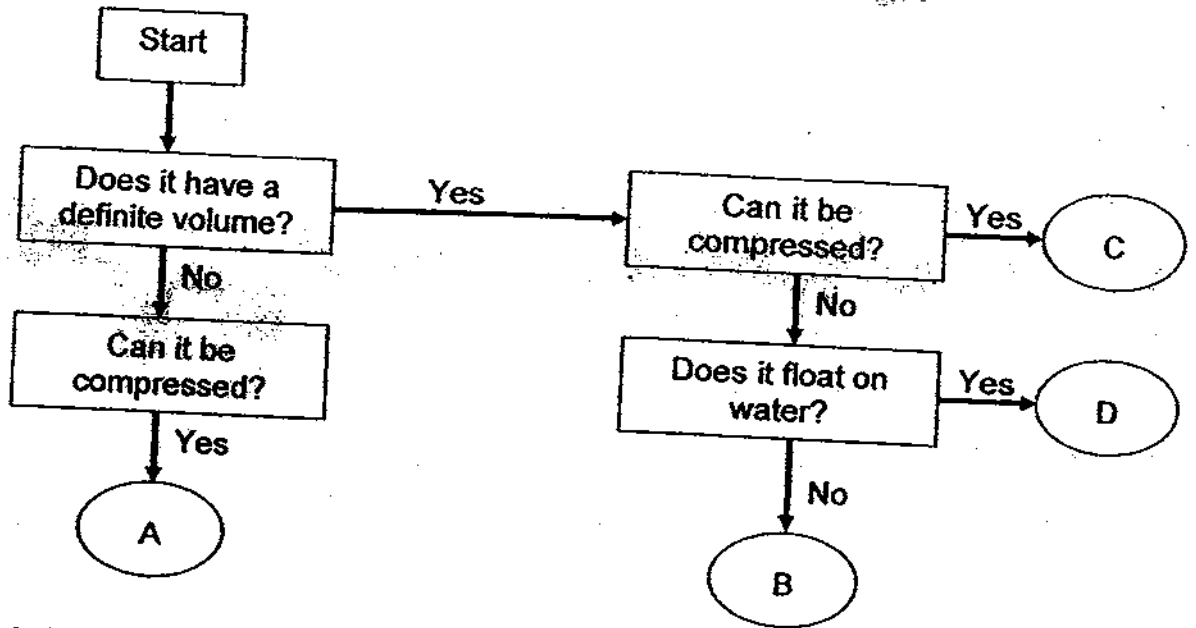 Start
Does it have a
definite volume?
Yes
Can it be
compressed?
Yes
C
No
Can it be
compressed?
Yes
A
No
Does it float on
water?
Yes
D
No
B